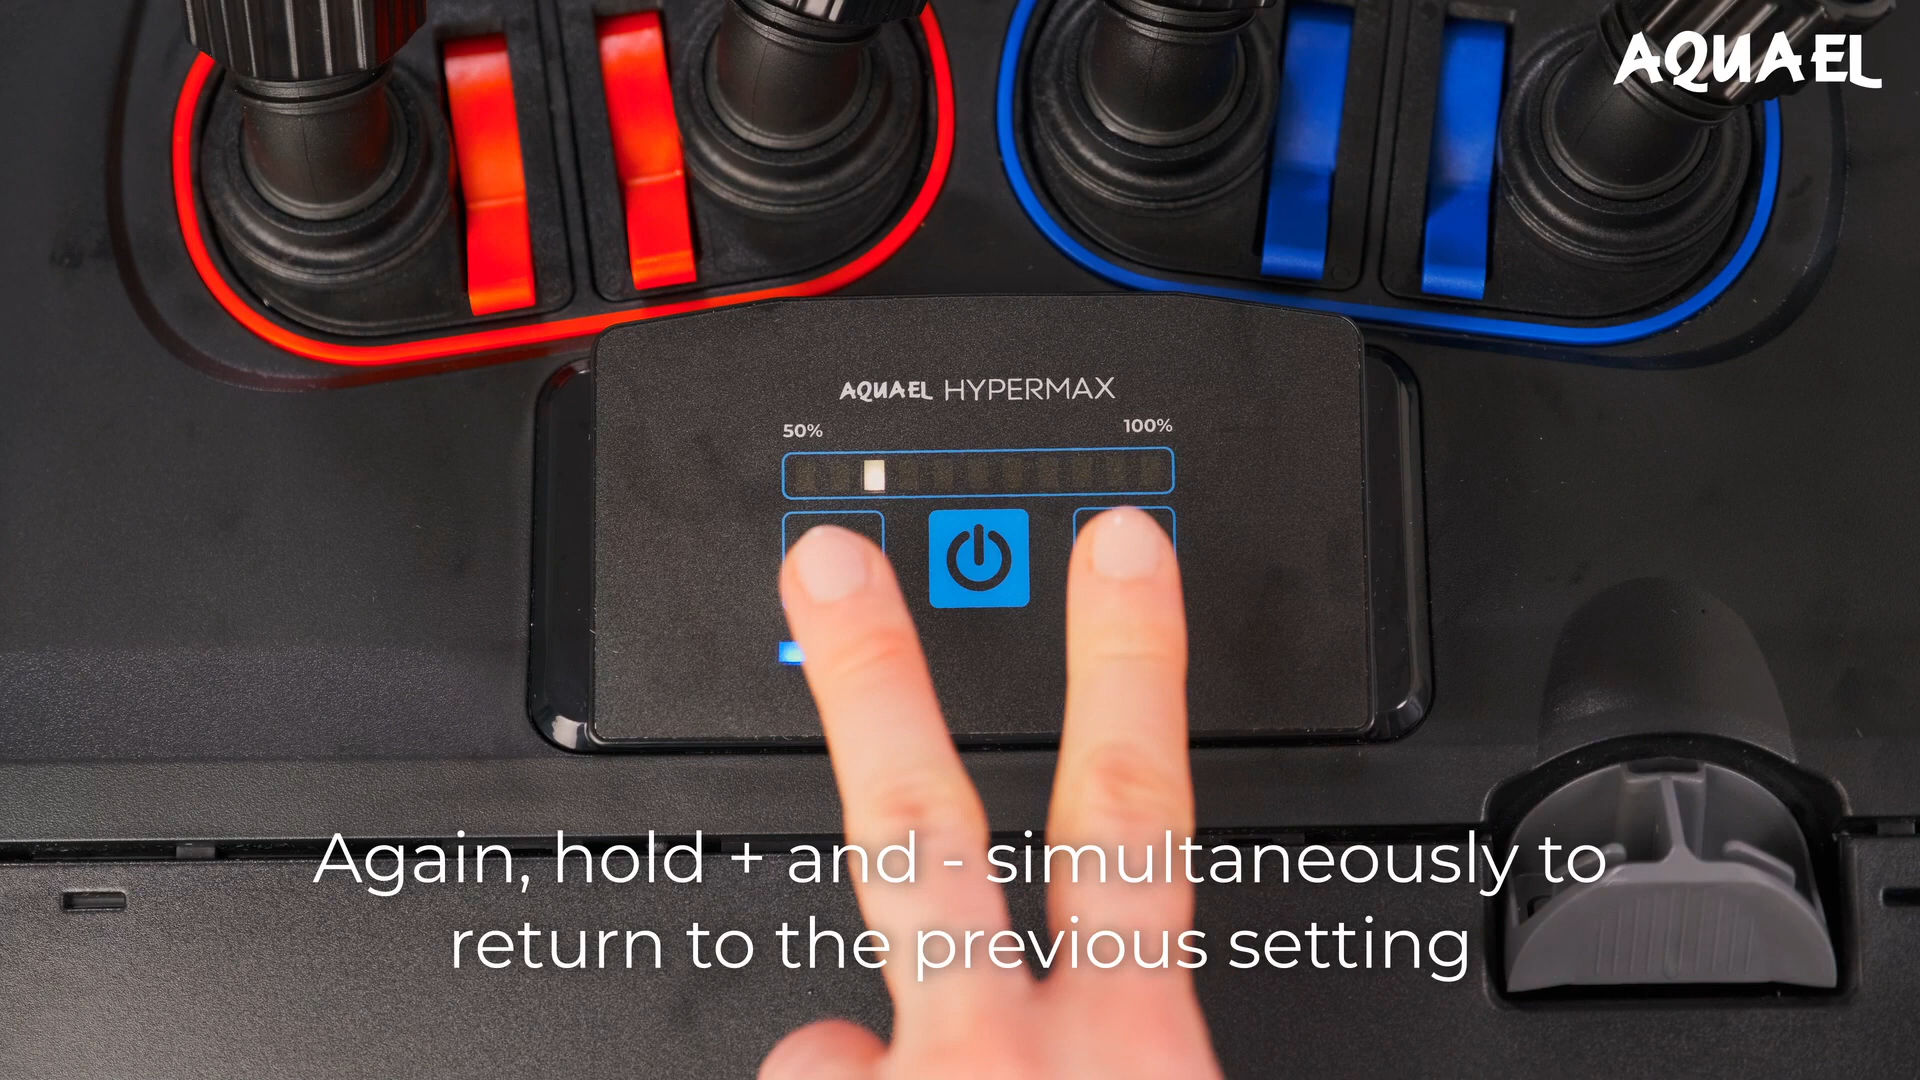 AQUAEL
AQUAEL HYPERMAX
50% 100%
Again, hold + and - simultaneously to
return to the previous setting